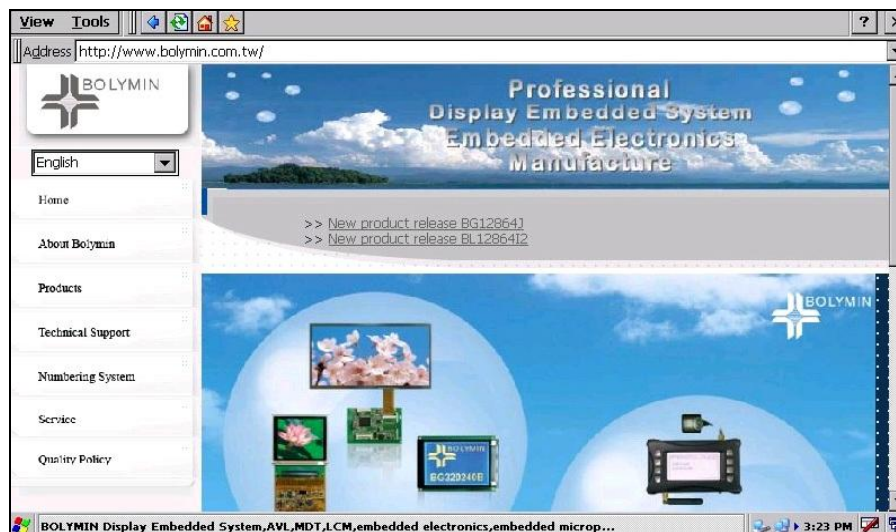 View Tools ?
Address http://www.bolymin.com.tw/
BOLYMIN
Professional
Display Embedded System
Embedded Electronics
Manufacture
English
Home
>> New product release BG12864J
>> New product release BL12864I2
About Bolymin
Products
Technical Support
Numbering System
Service
Quality Policy
BOLYMIN
BOLYMIN
BG320240B
BOLYMIN Display Embedded System,AVL,MDT,LCM,embedded electronics,embedded microp... 3:23 PM